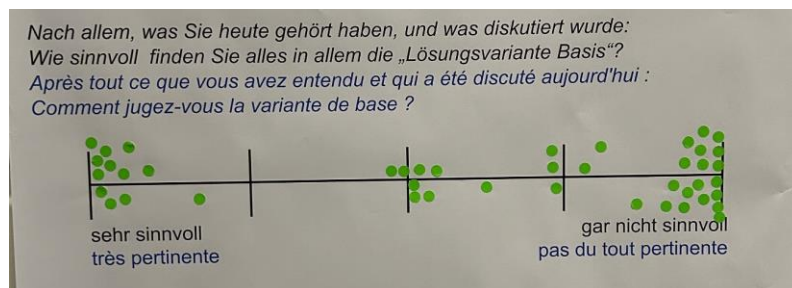 Nach allem, was Sie heute gehört haben, und was diskutiert wurde:
Wie sinnvoll finden Sie alles in allem die „Lösungsvariante Basis“?
Après tout ce que vous avez entendu et qui a été discuté aujourd'hui :
Comment jugez-vous la variante de base ?
sehr sinnvoll
très pertinente
gar nicht sinnvoll
pas du tout pertinente